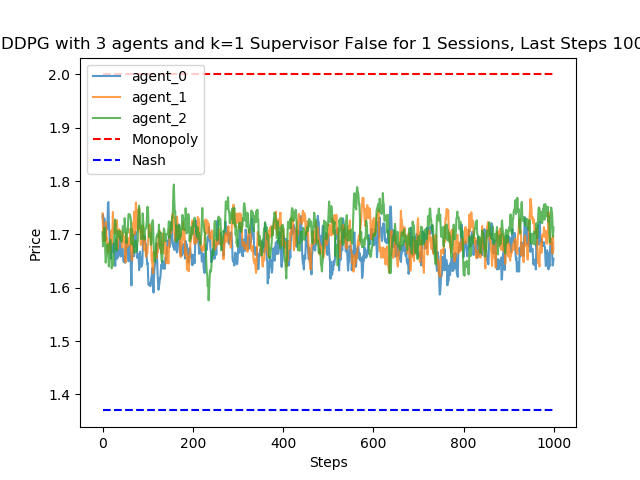 DDPG with 3 agents and k=1 Supervisor False for 1 Sessions, Last Steps 100
2.0
1.9
1.8
1.7
1.6
1.5
1.4
Price
agent_0
agent_1
agent_2
Monopoly
Nash
0
200
400
600
800
1000
Steps